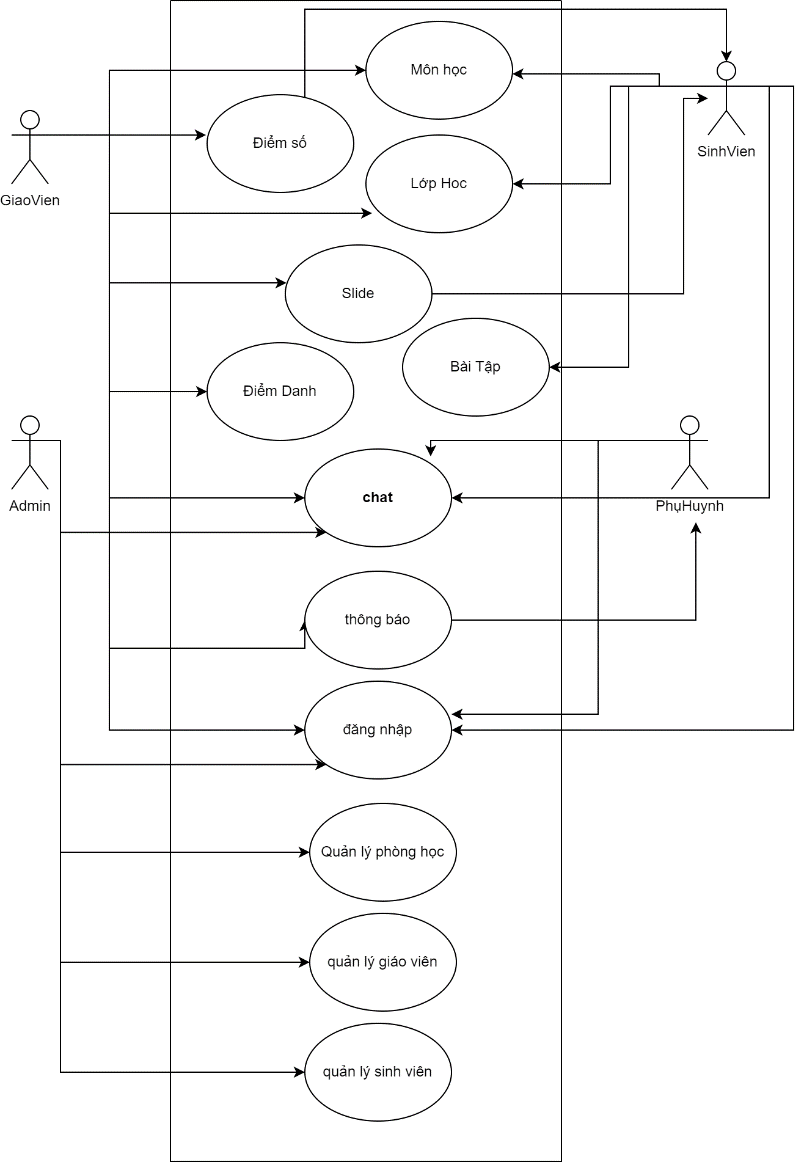 Môn học
Điểm số
SinhVien
Lớp Hoc
GiaoVien
Slide
Bài Tập
Điểm Danh
chat
Admin
PhụHuynh
thông báo
đăng nhập
Quản lý phòng học
quản lý giáo viên
quản lý sinh viên